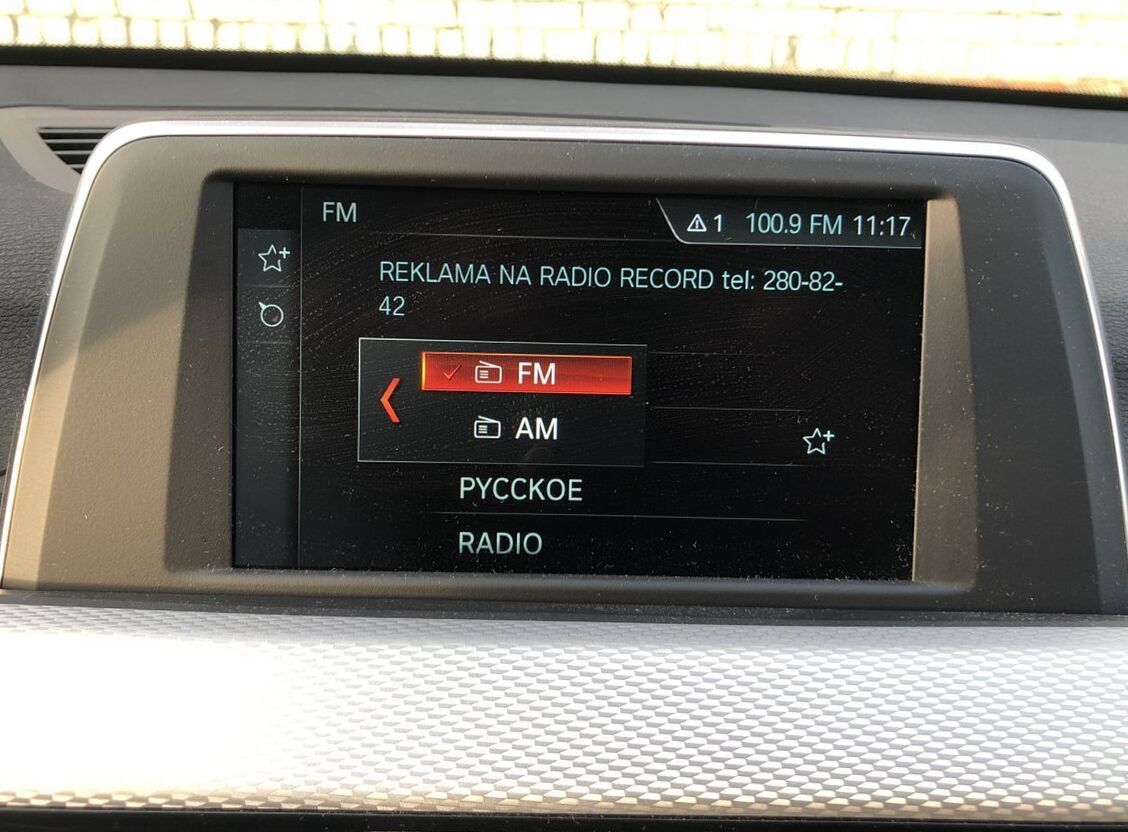 FM
1 100.9 FM 11:17
REKLAMA NA RADIO RECORD tel: 280-82-
42
FM
AM
РУССКОЕ
RADIO